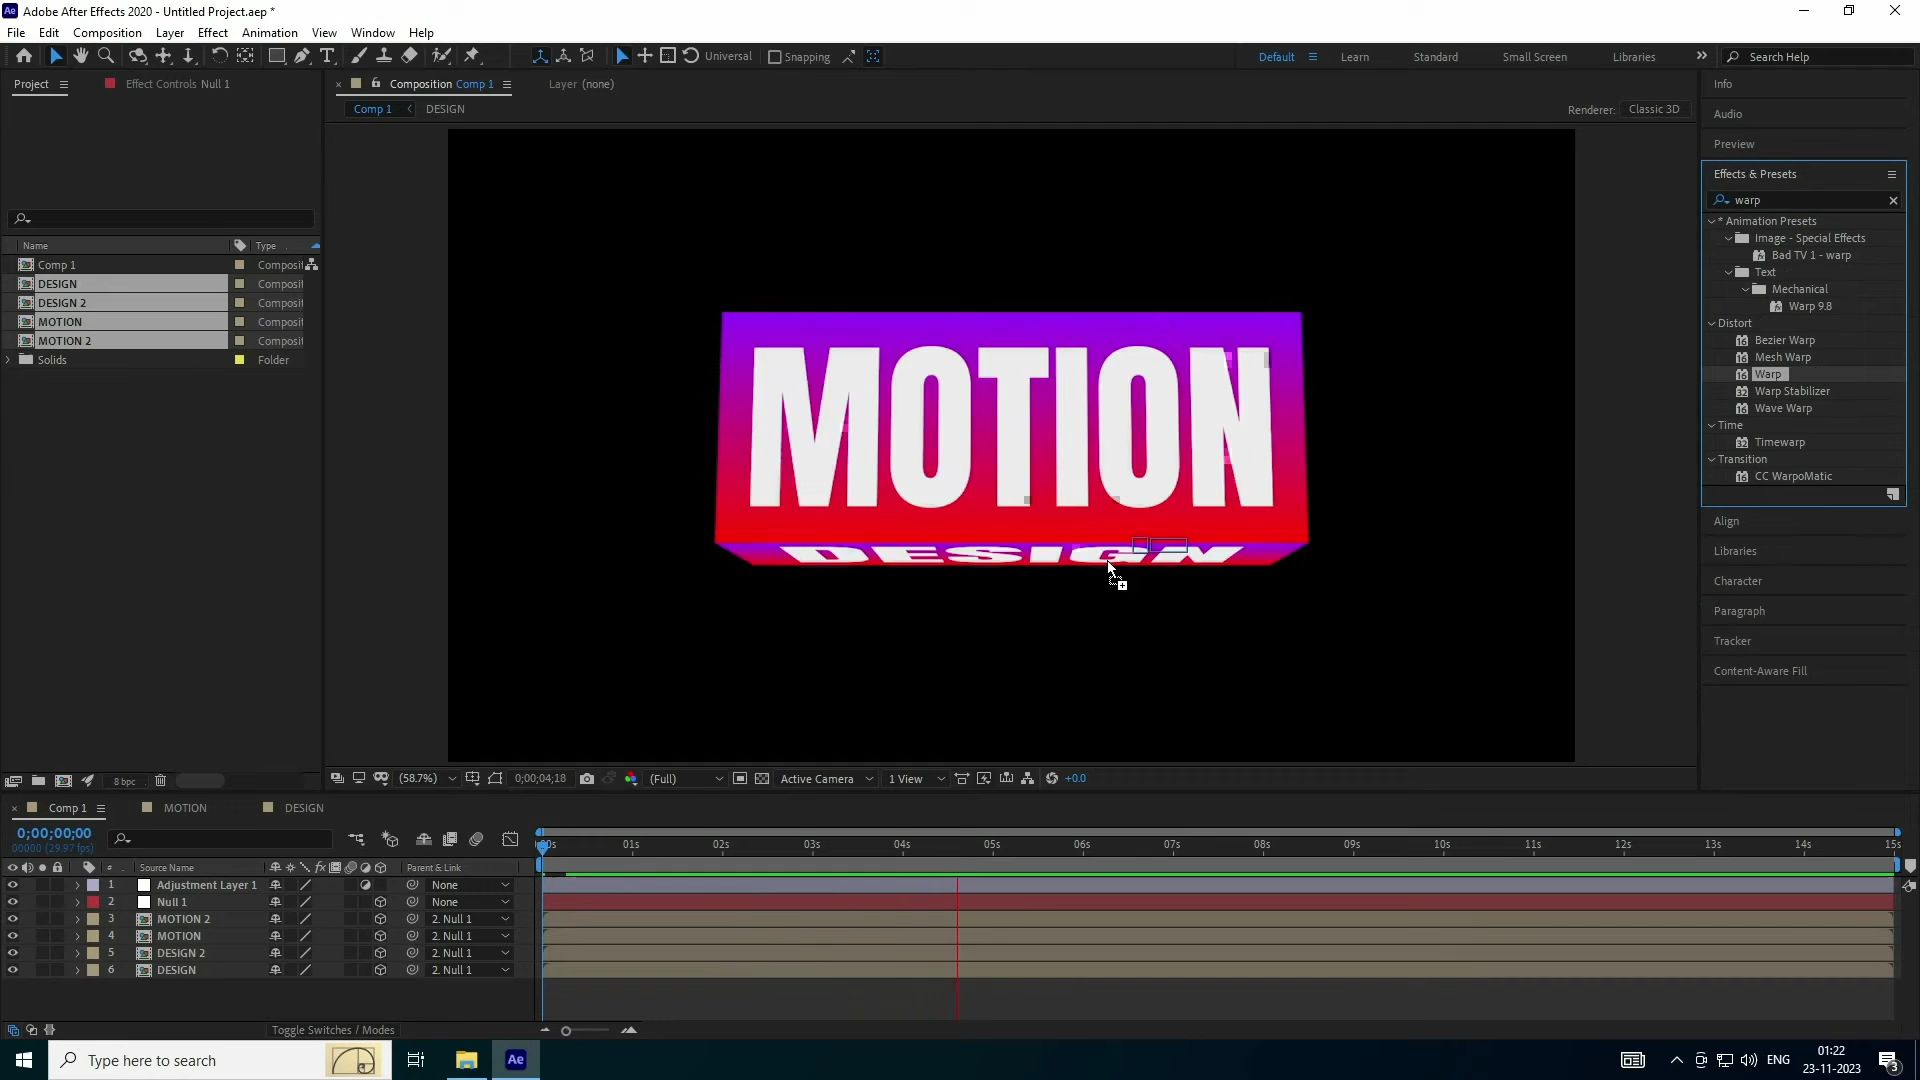 Adobe After Effects 2020 - Untitled Project.aep *
File Edit Composition Layer Effect Animation View Window Help
Universal Snapping Default Learn Standard Small Screen Libraries Search Help
Project Effect Controls Null 1
Composition Comp 1 Layer (none)
Comp 1 DESIGN
Renderer: Classic 3D
Name Type
Comp 1 Composit
DESIGN Composit
DESIGN 2 Composit
MOTION Composit
MOTION 2 Composit
Solids Folder
8 bpc
MOTION
DESIGN
(58.7%) 0;00;04;18 (Full) Active Camera 1 View +0.0
Info
Audio
Preview
Effects & Presets
warp
* Animation Presets
Image - Special Effects
Bad TV 1 - warp
Text
Mechanical
Warp 9.8
Distort
Bezier Warp
Mesh Warp
Warp
Warp Stabilizer
Wave Warp
Time
Timewarp
Transition
CC WarpoMatic
Align
Libraries
Character
Paragraph
Tracker
Content-Aware Fill
Comp 1 MOTION DESIGN
0;00;00;00
00000 (29.97 fps)
:00s 01s 02s 03s 04s 05s 06s 07s 08s 09s 10s 11s 12s 13s 14s 15s
# Source Name fx Parent & Link
1 Adjustment Layer 1 None
2 Null 1 None
3 MOTION 2 2. Null 1
4 MOTION 2. Null 1
5 DESIGN 2 2. Null 1
6 DESIGN 2. Null 1
Toggle Switches / Modes
Type here to search
Ae
ENG
01:22
23-11-2023
3